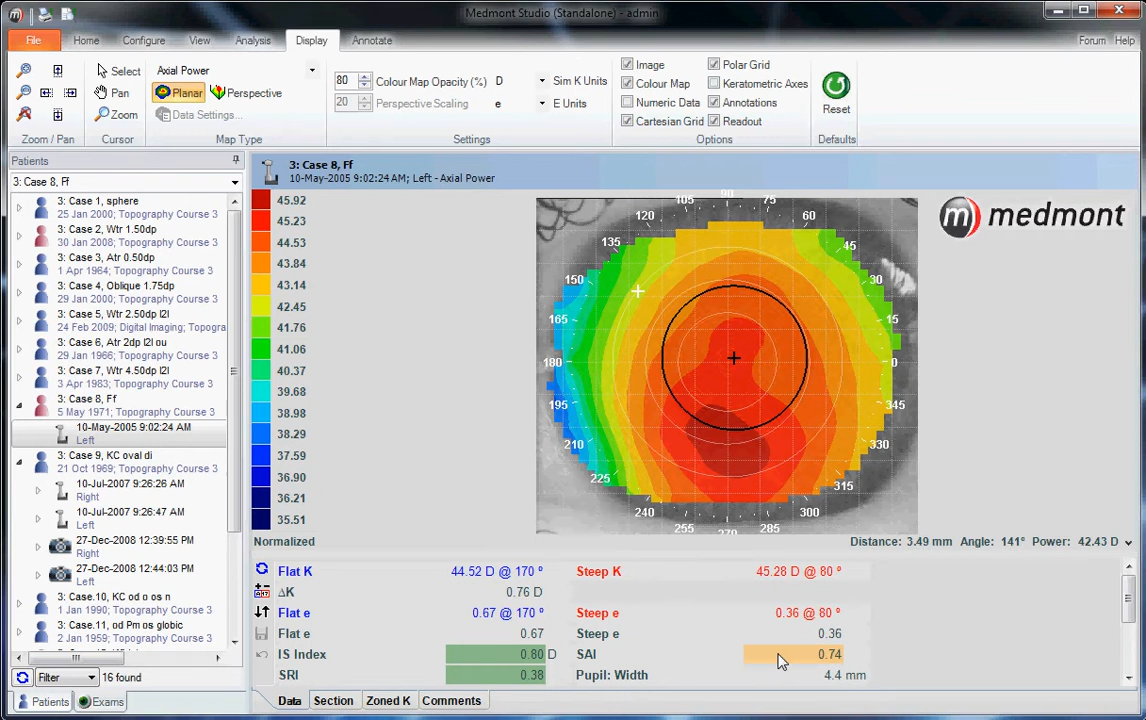 Medmont Studio (Standalone) - admin
File Home Configure View Analysis Display Annotate Forum Help
Select
Pan
Zoom
Axial Power
Planar Perspective
Data Settings...
80 Colour Map Opacity (%) D Sim K Units
20 Perspective Scaling e E Units
Image Polar Grid
Colour Map Keratometric Axes
Numeric Data Annotations
Cartesian Grid Readout
Reset
Zoom / Pan Cursor Map Type Settings Options Defaults
Patients
3: Case 8, Ff
3: Case 1, sphere
25 Jan 2000; Topography Course 3
3: Case 2, Wtr 1.50dp
30 Jan 2008; Topography Course 3
3: Case 3, Atr 0.50dp
1 Apr 1964; Topography Course 3
3: Case 4, Oblique 1.75dp
29 Jan 2000; Topography Course 3
3: Case 5, Wtr 2.50dp l2l
24 Feb 2009; Digital Imaging; Topogra
3: Case 6, Atr 2dp l2l ou
29 Jan 1966; Topography Course 3
3: Case 7, Wtr 4.50dp l2l
3 Apr 1983; Topography Course 3
3: Case 8, Ff
5 May 1971; Topography Course 3
10-May-2005 9:02:24 AM
Left
3: Case 9, KC oval di
21 Oct 1969; Topography Course 3
10-Jul-2007 9:26:26 AM
Right
10-Jul-2007 9:26:47 AM
Left
27-Dec-2008 12:39:55 PM
Right
27-Dec-2008 12:44:03 PM
Left
3: Case.10, KC od o os n
1 Jan 1990; Topography Course 3
3: Case.11, od Pm os globic
2 Jan 1959; Topography Course 3
Filter 16 found
Patients Exams
3: Case 8, Ff
10-May-2005 9:02:24 AM; Left - Axial Power
m medmont
45.92
45.23
44.53
43.84
43.14
42.45
41.76
41.06
40.37
39.68
38.98
38.29
37.59
36.90
36.21
35.51
90
105 75
120 60
135 45
150 30
165 15
180 0
195 345
210 330
225 315
240 300
255 270 285
Normalized Distance: 3.49 mm Angle: 141° Power: 42.43 D
Flat K 44.52 D @ 170 ° Steep K 45.28 D @ 80 °
ΔK 0.76 D
Flat e 0.67 @ 170 ° Steep e 0.36 @ 80 °
Flat e 0.67 Steep e 0.36
IS Index 0.80 D SAI 0.74
SRI 0.38 Pupil: Width 4.4 mm
Data Section Zoned K Comments